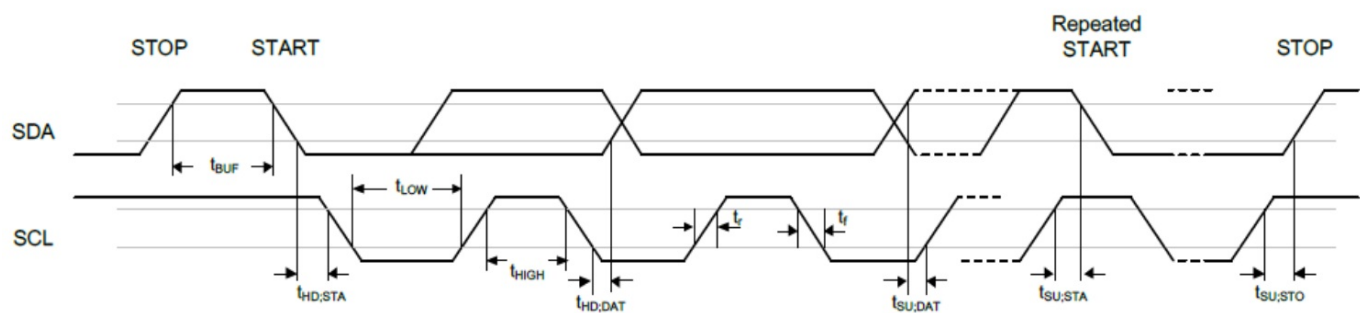 Repeated
STOP START START STOP
SDA
tBUF
tLOW
SCL
tr tf
tHIGH
tHD;STA tHD;DAT tSU;DAT tSU;STA tSU;STO